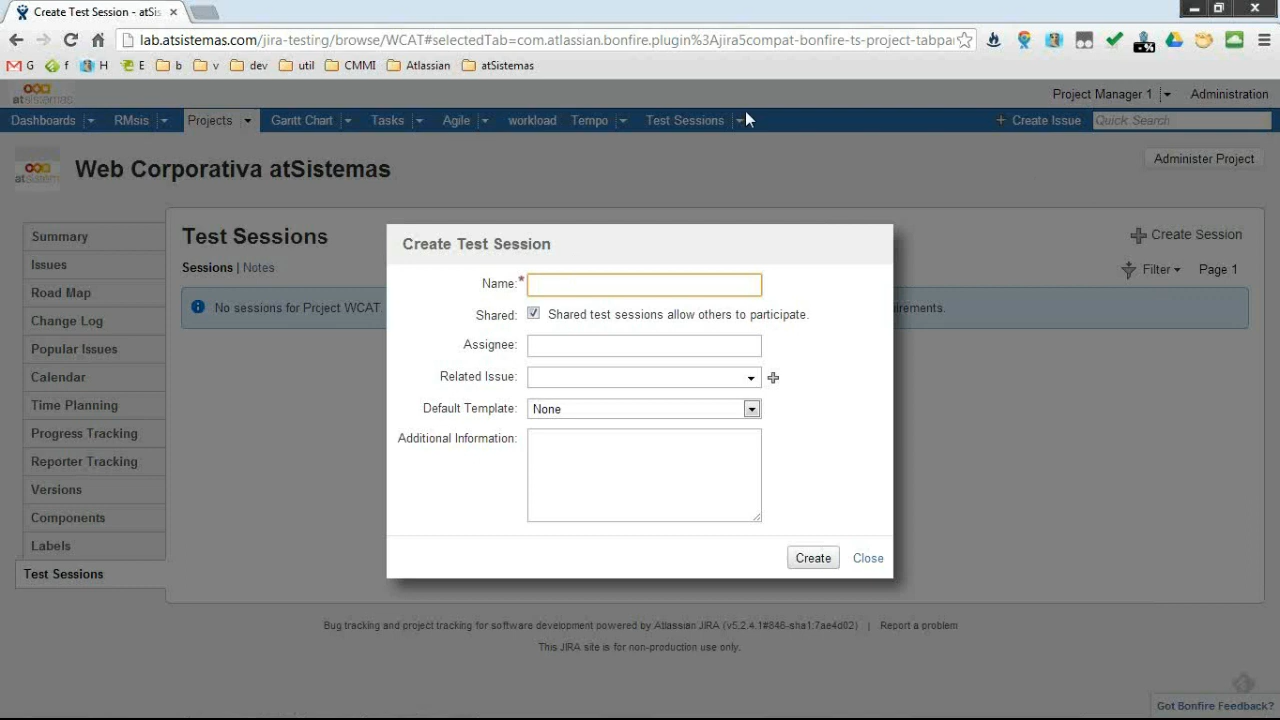 Create Test Session - atSis
lab.atsistemas.com/jira-testing/browse/WCAT#selectedTab=com.atlassian.bonfire.plugin%3Ajira5compat-bonfire-ts-project-tabpa
G f H E b v dev util CMMI Atlassian atSistemas
atsistemas
Project Manager 1 Administration
Dashboards RMsis Projects Gantt Chart Tasks Agile workload Tempo Test Sessions + Create Issue Quick Search
Web Corporativa atSistemas
Administer Project
Summary
Issues
Road Map
Change Log
Popular Issues
Calendar
Time Planning
Progress Tracking
Reporter Tracking
Versions
Components
Labels
Test Sessions
Test Sessions
Create Session
Sessions | Notes
Filter Page 1
No sessions for Project WCAT.
irements.
Create Test Session
Name:*
Shared: Shared test sessions allow others to participate.
Assignee:
Related Issue:
Default Template: None
Additional Information:
Create Close
Bug tracking and project tracking for software development powered by Atlassian JIRA (v5.2.4.1#846-sha1:7ae4d02) | Report a problem
This JIRA site is for non-production use only.
Got Bonfire Feedback?